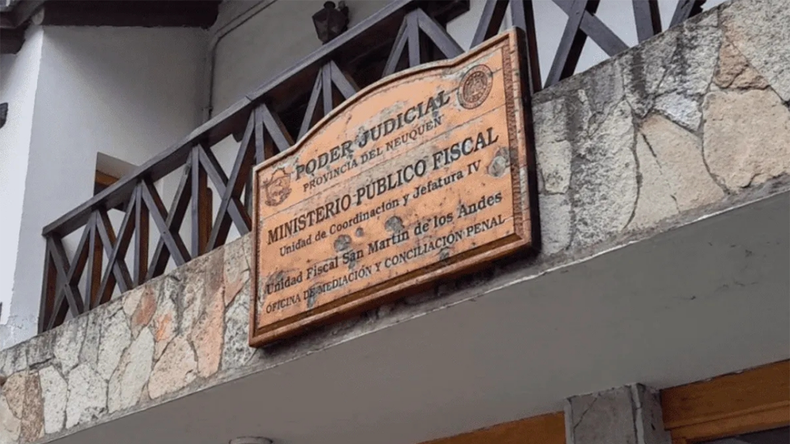 PODER JUDICIAL
PROVINCIA DEL NEUQUEN
MINISTERIO PUBLICO FISCAL
Unidad de Coordinación y Jefatura IV
Unidad Fiscal San Martín de los Andes
OFICINA DE MEDIACIÓN Y CONCILIACIÓN PENAL